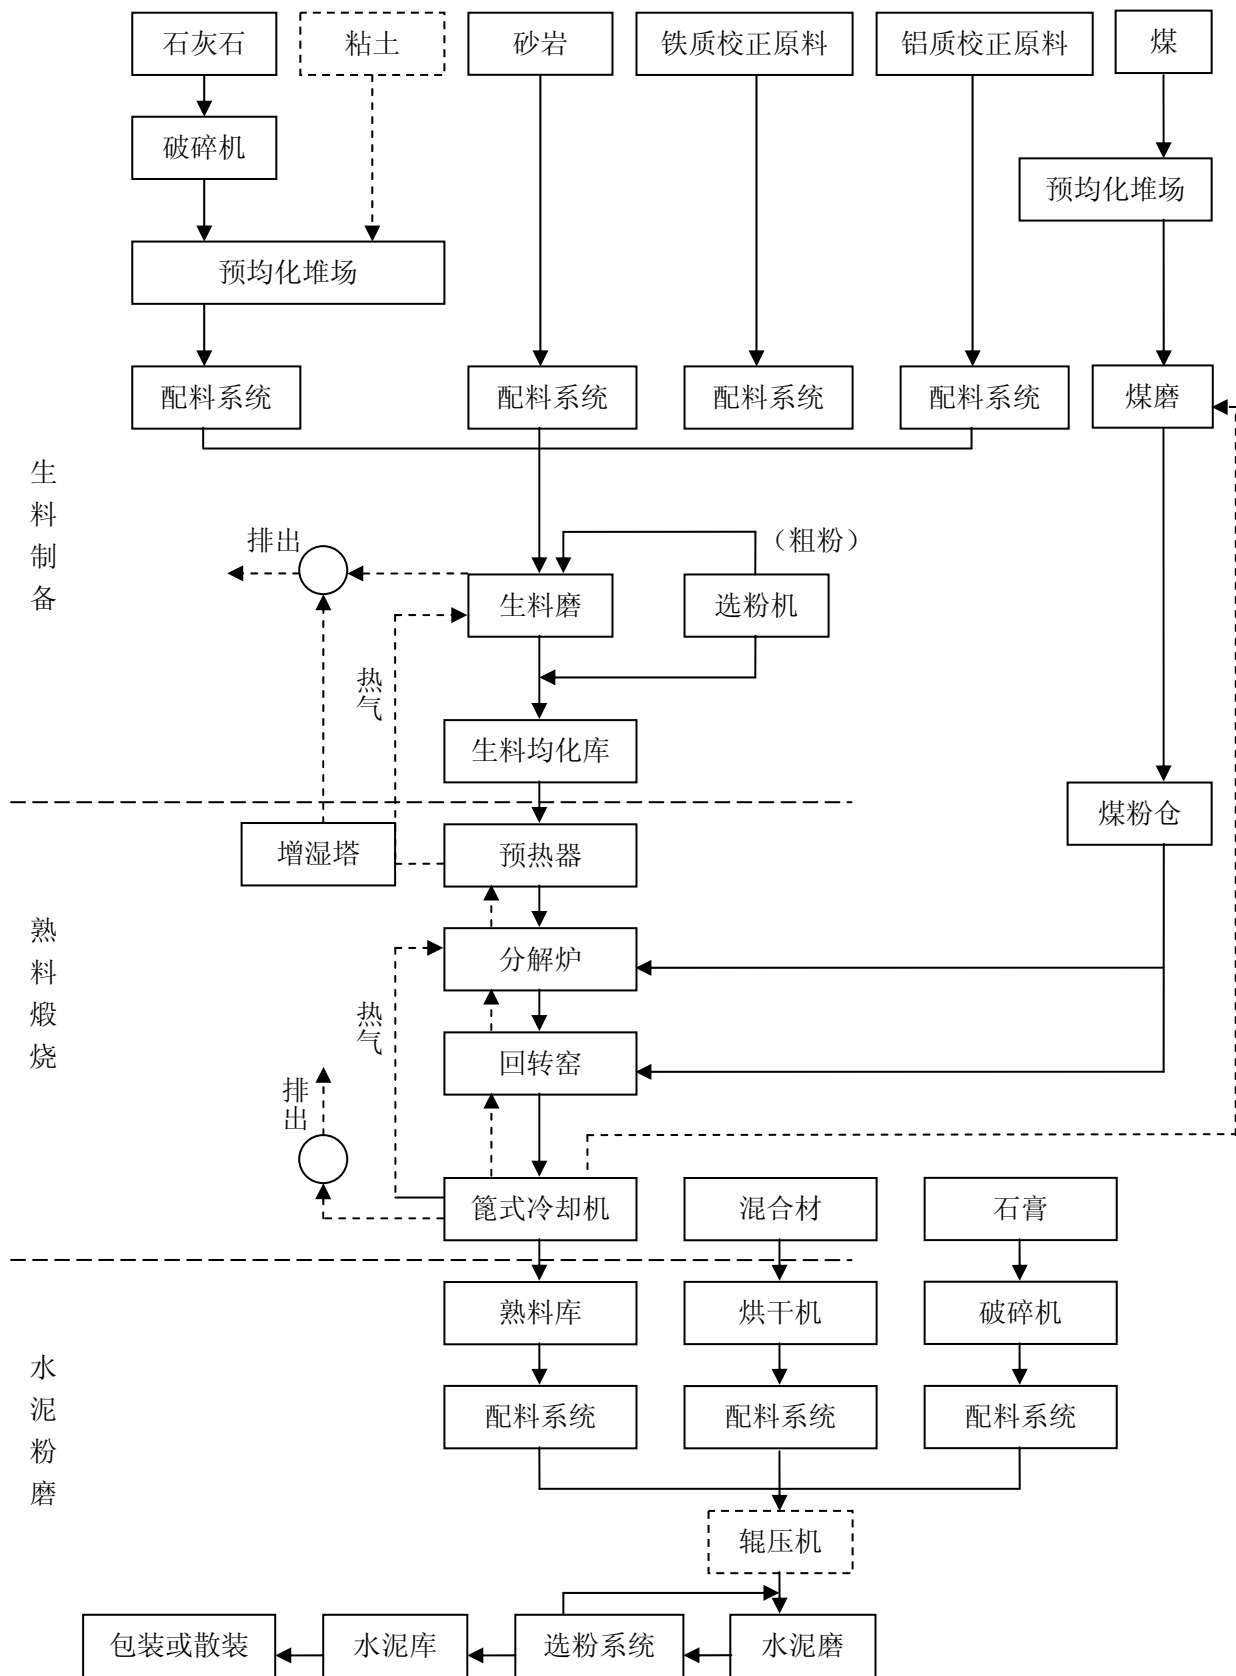 石灰石
粘土
砂岩
铁质校正原料
铝质校正原料
煤
破碎机
预均化堆场
预均化堆场
配料系统
配料系统
配料系统
配料系统
煤磨
生料制备
排出
（粗粉）
生料磨
选粉机
热气
生料均化库
煤粉仓
增湿塔
预热器
熟料煅烧
分解炉
热气
回转窑
排出
篦式冷却机
混合材
石膏
熟料库
烘干机
破碎机
水泥粉磨
配料系统
配料系统
配料系统
辊压机
包装或散装
水泥库
选粉系统
水泥磨